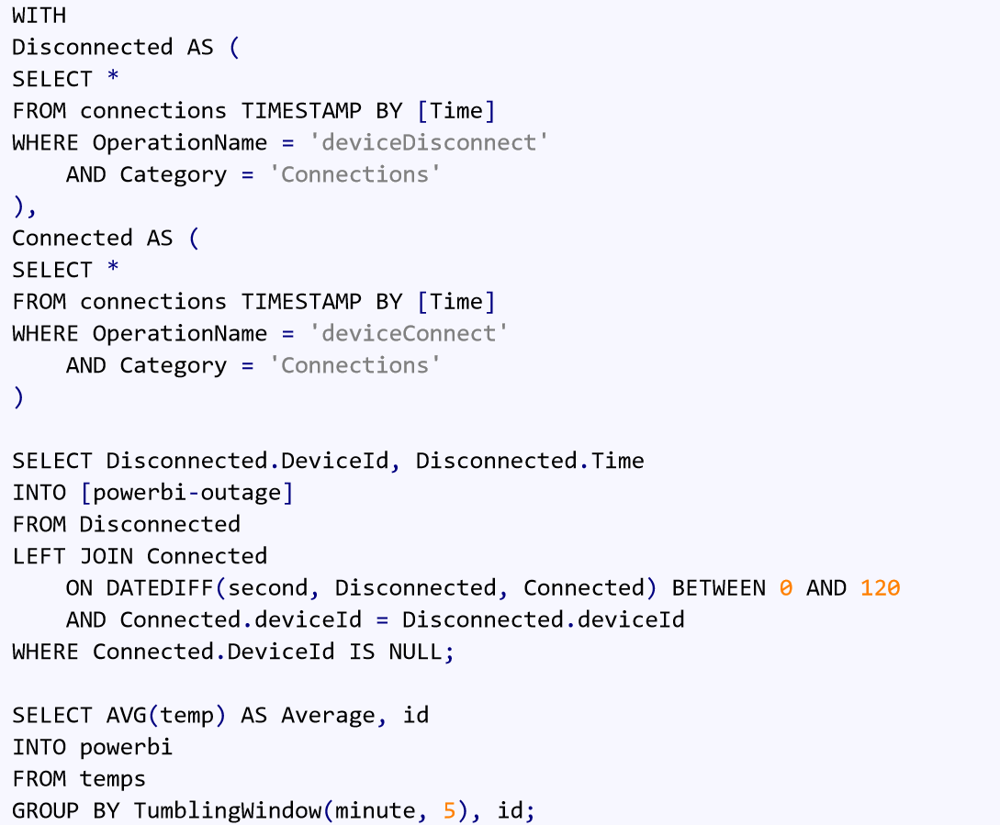 WITH
Disconnected AS (
SELECT *
FROM connections TIMESTAMP BY [Time]
WHERE OperationName = 'deviceDisconnect'
    AND Category = 'Connections'
),
Connected AS (
SELECT *
FROM connections TIMESTAMP BY [Time]
WHERE OperationName = 'deviceConnect'
    AND Category = 'Connections'
)

SELECT Disconnected.DeviceId, Disconnected.Time
INTO [powerbi-outage]
FROM Disconnected
LEFT JOIN Connected
    ON DATEDIFF(second, Disconnected, Connected) BETWEEN 0 AND 120
    AND Connected.deviceId = Disconnected.deviceId
WHERE Connected.DeviceId IS NULL;

SELECT AVG(temp) AS Average, id
INTO powerbi
FROM temps
GROUP BY TumblingWindow(minute, 5), id;